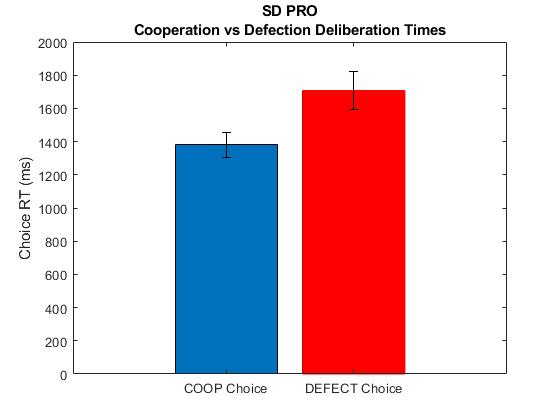 SD PRO
Cooperation vs Defection Deliberation Times
2000
1800
1600
1400
1200
1000
800
600
400
200
0
Choice RT (ms)
COOP Choice DEFECT Choice